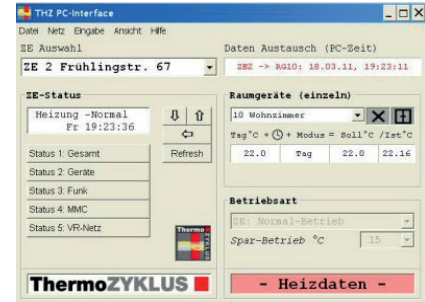 THZ PC-Interface
Datei Netz Eingabe Ansicht Hilfe
ZE Auswahl
ZE 2 Frühlingstr. 67
Daten Austausch (PC-Zeit)
ZE2 -> RG10: 18.03.11, 19:23:11
ZE-Status
Heizung -Normal
Fr 19:23:36
Refresh
Status 1: Gesamt
Status 2: Geräte
Status 3: Funk
Status 4: MMC
Status 5: VR-Netz
Thermo
ZYKLUS
ThermoZYKLUS
Raumgeräte (einzeln)
10 Wohnzimmer
Tag°C + + Modus = Soll°C /Ist°C
22.0 Tag 22.0 22.16
Betriebsart
ZE: Normal-Betrieb
Spar-Betrieb °C 15
- Heizdaten -